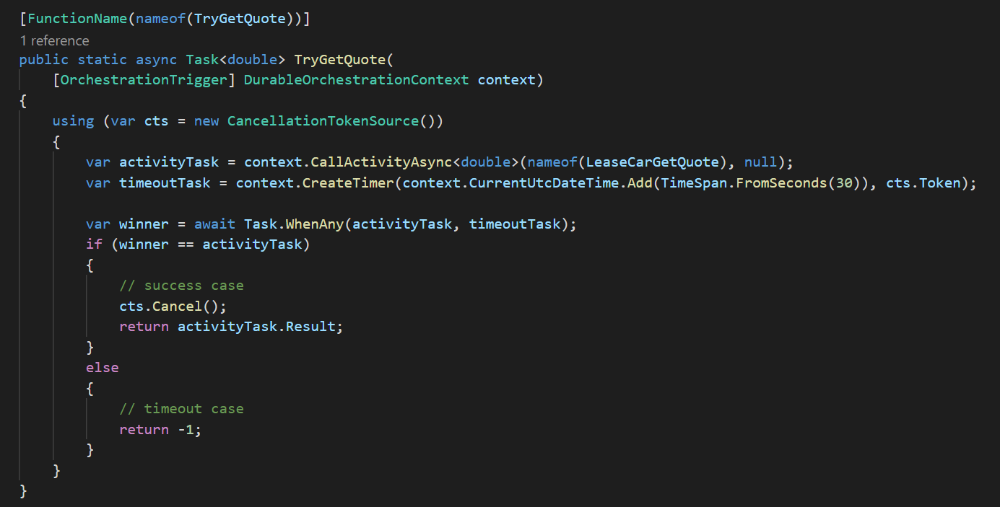 [FunctionName(nameof(TryGetQuote))]
1 reference
public static async Task<double> TryGetQuote(
[OrchestrationTrigger] DurableOrchestrationContext context)
{
using (var cts = new CancellationTokenSource())
{
var activityTask = context.CallActivityAsync<double>(nameof(LeaseCarGetQuote), null);
var timeoutTask = context.CreateTimer(context.CurrentUtcDateTime.Add(TimeSpan.FromSeconds(30)), cts.Token);
var winner = await Task.WhenAny(activityTask, timeoutTask);
if (winner == activityTask)
{
// success case
cts.Cancel();
return activityTask.Result;
}
else
{
// timeout case
return -1;
}
}
}